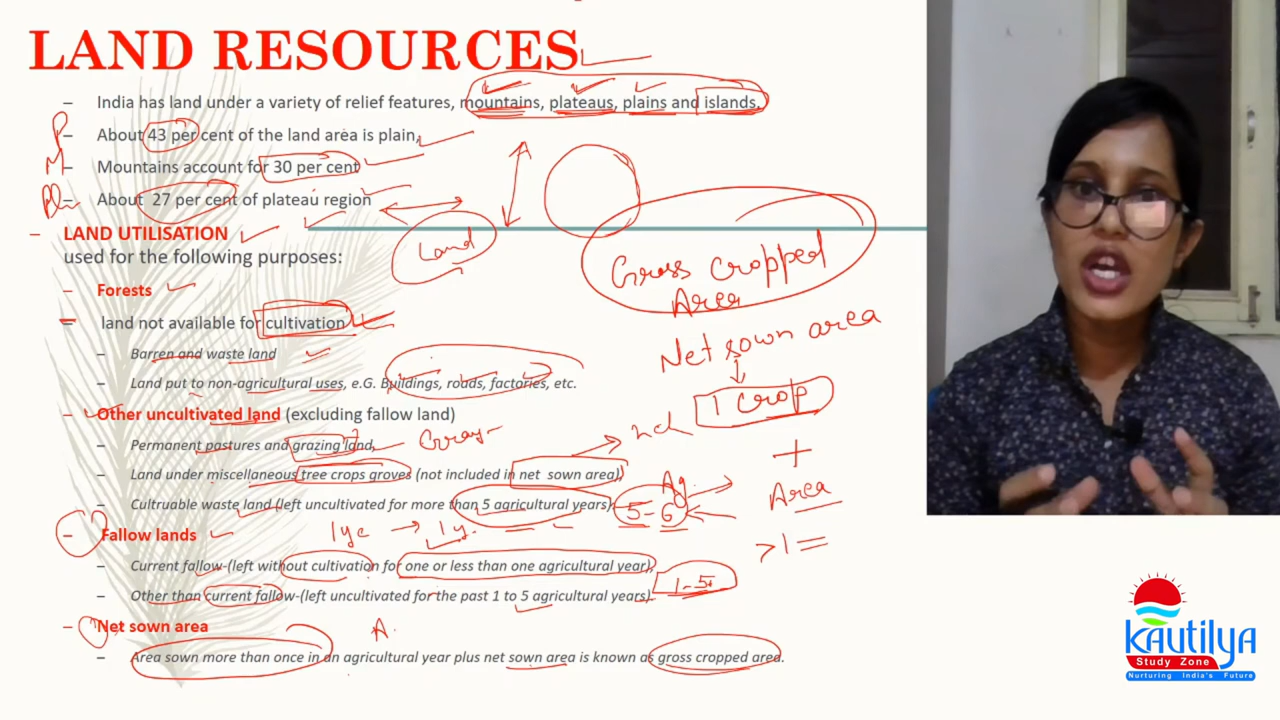 LAND RESOURCES
– India has land under a variety of relief features, mountains, plateaus, plains and islands.
P – About 43 per cent of the land area is plain,
M – Mountains account for 30 per cent
– About 27 per cent of plateau region
– LAND UTILISATION
used for the following purposes:
Land
Gross cropped
Area
– Forests
– land not available for cultivation
Net sown area
– Barren and waste land
– Land put to non-agricultural uses, e.G. Buildings, roads, factories, etc.
1 crop
– Other uncultivated land (excluding fallow land)
– Permanent pastures and grazing land,
+
– Land under miscellaneous tree crops groves (not included in net sown area),
Ag.
– Cultruable waste land (left uncultivated for more than 5 agricultural years).
5-6
Area
– Fallow lands
1y.
>1 =
– Current fallow-(left without cultivation for one or less than one agricultural year),
– Other than current fallow-(left uncultivated for the past 1 to 5 agricultural years).
1-5
– Net sown area
A.
– Area sown more than once in an agricultural year plus net sown area is known as gross cropped area.
Kautilya
Study Zone
Nurturing India's Future